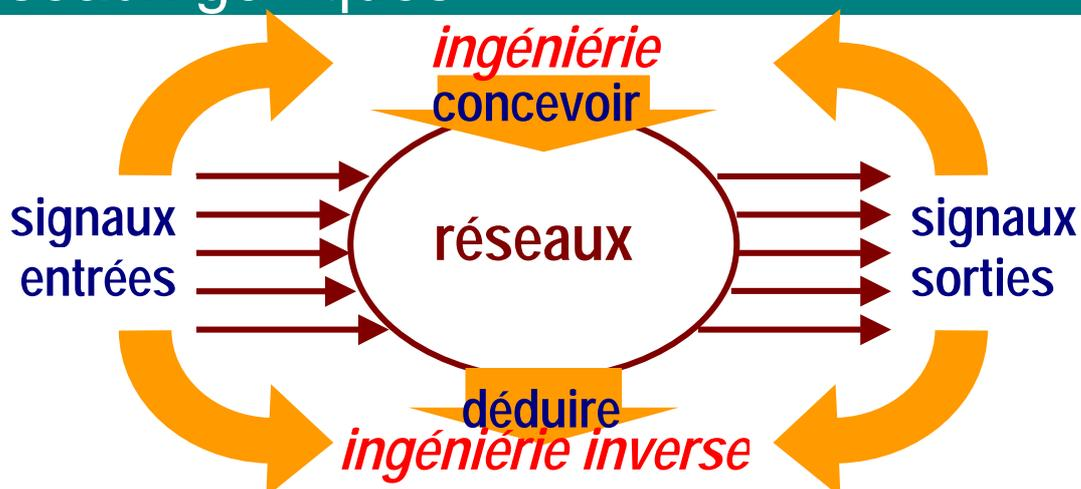 ingéniérie
concevoir
signaux
entrées
réseaux
signaux
sorties
déduire
ingéniérie inverse